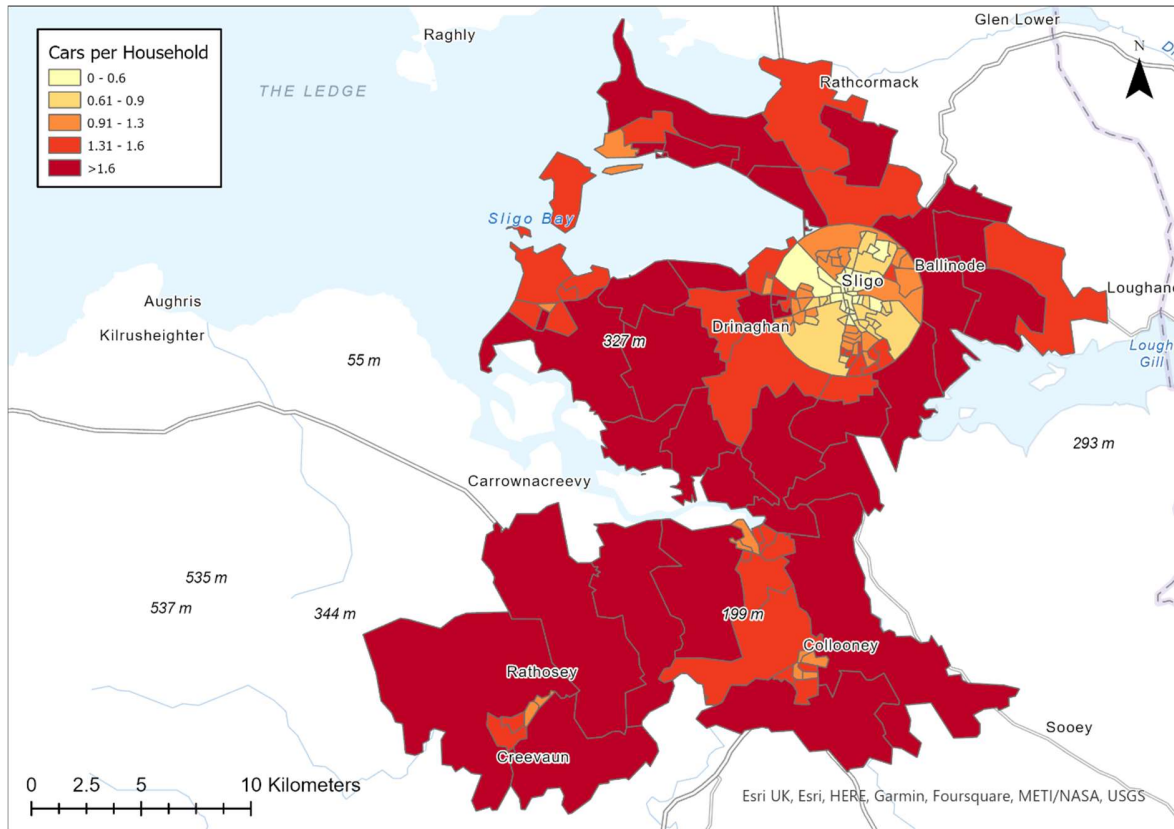 Cars per Household
0 - 0.6
0.61 - 0.9
0.91 - 1.3
1.31 - 1.6
>1.6
Glen Lower
Raghly
N
Rathcormack
THE LEDGE
Sligo Bay
Ballinode
Sligo
Loughand
Aughris
Drinaghan
Kilrusheighter
327 m
Lough
Gill
55 m
293 m
Carrownacreevy
535 m
537 m
344 m
199 m
Collooney
Rathosey
Sooey
Creevaun
0 2.5 5 10 Kilometers
Esri UK, Esri, HERE, Garmin, Foursquare, METI/NASA, USGS